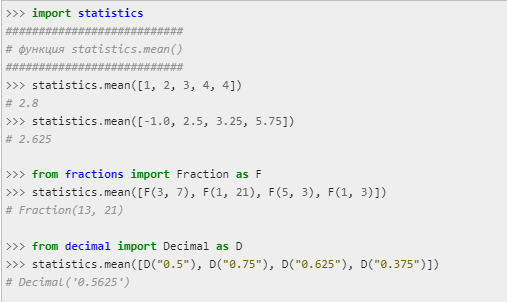 >>> import statistics
###########################
# функция statistics.mean()
###########################
>>> statistics.mean([1, 2, 3, 4, 4])
# 2.8
>>> statistics.mean([-1.0, 2.5, 3.25, 5.75])
# 2.625
>>> from fractions import Fraction as F
>>> statistics.mean([F(3, 7), F(1, 21), F(5, 3), F(1, 3)])
# Fraction(13, 21)
>>> from decimal import Decimal as D
>>> statistics.mean([D("0.5"), D("0.75"), D("0.625"), D("0.375")])
# Decimal('0.5625')